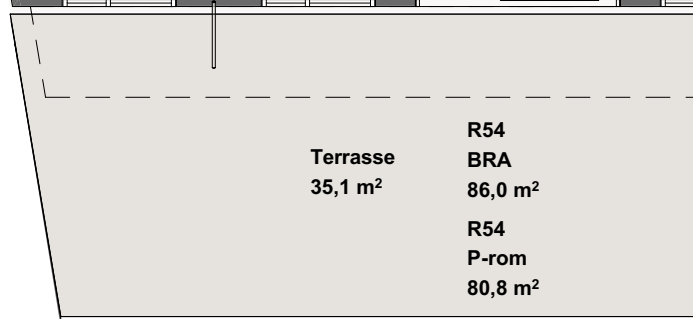 Terrasse
35,1 m²
R54
BRA
86,0 m²
R54
P-rom
80,8 m²